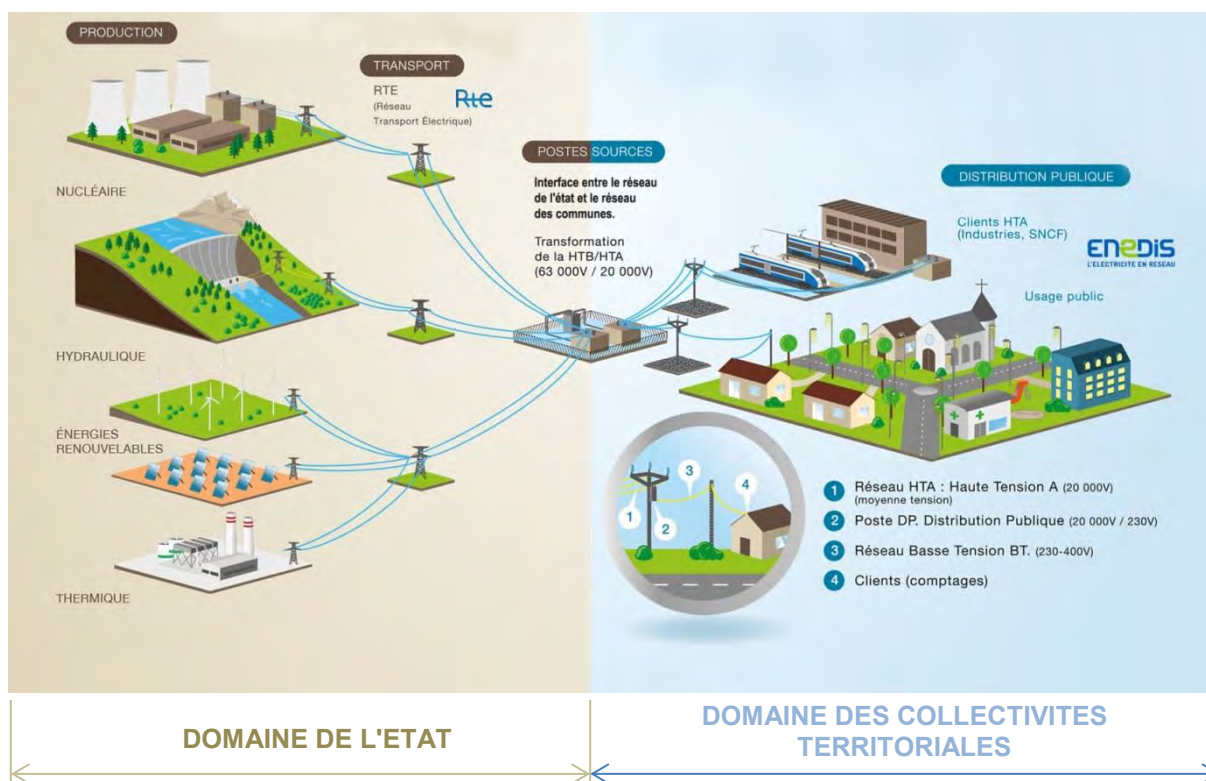 PRODUCTION
NUCLÉAIRE
HYDRAULIQUE
ÉNERGIES
RENOUVELABLES
THERMIQUE
TRANSPORT
RTE
(Réseau
Transport Électrique)
Rte
POSTES SOURCES
Interface entre le réseau
de l'état et le réseau
des communes.
Transformation
de la HTB/HTA
(63 000V / 20 000V)
DISTRIBUTION PUBLIQUE
Clients HTA
(Industries, SNCF)
ENEDIS
L'ELECTRICITE EN RESEAU
Usage public
1
2
3
4
1 Réseau HTA : Haute Tension A (20 000V)
(moyenne tension)
2 Poste DP. Distribution Publique (20 000V / 230V)
3 Réseau Basse Tension BT. (230-400V)
4 Clients (comptages)
DOMAINE DE L'ETAT
DOMAINE DES COLLECTIVITES
TERRITORIALES